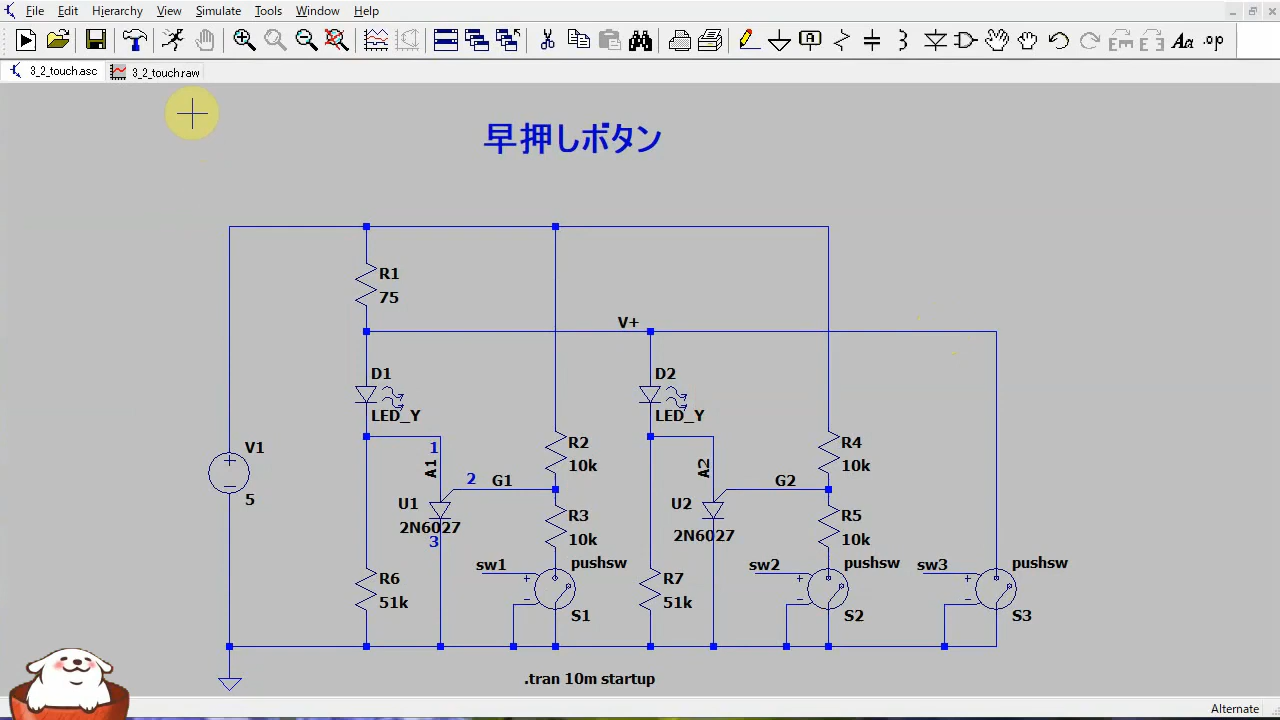 File Edit Hierarchy View Simulate Tools Window Help
Aa .op
3_2_touch.asc 3_2_touch.raw
早押しボタン
R1
75
V+
D1
LED_Y
D2
LED_Y
V1
5
1
A1
2
G1
U1
2N6027
3
R2
10k
R3
10k
A2
G2
U2
2N6027
R4
10k
R5
10k
sw1
pushsw
S1
sw2
pushsw
S2
sw3
pushsw
S3
R6
51k
R7
51k
.tran 10m startup
Alternate